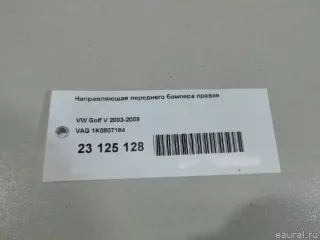 Направляющая переднего бампера правая
VW Golf V 2003-2009
VAG 1K0807184
23 125 128
eaural.ru